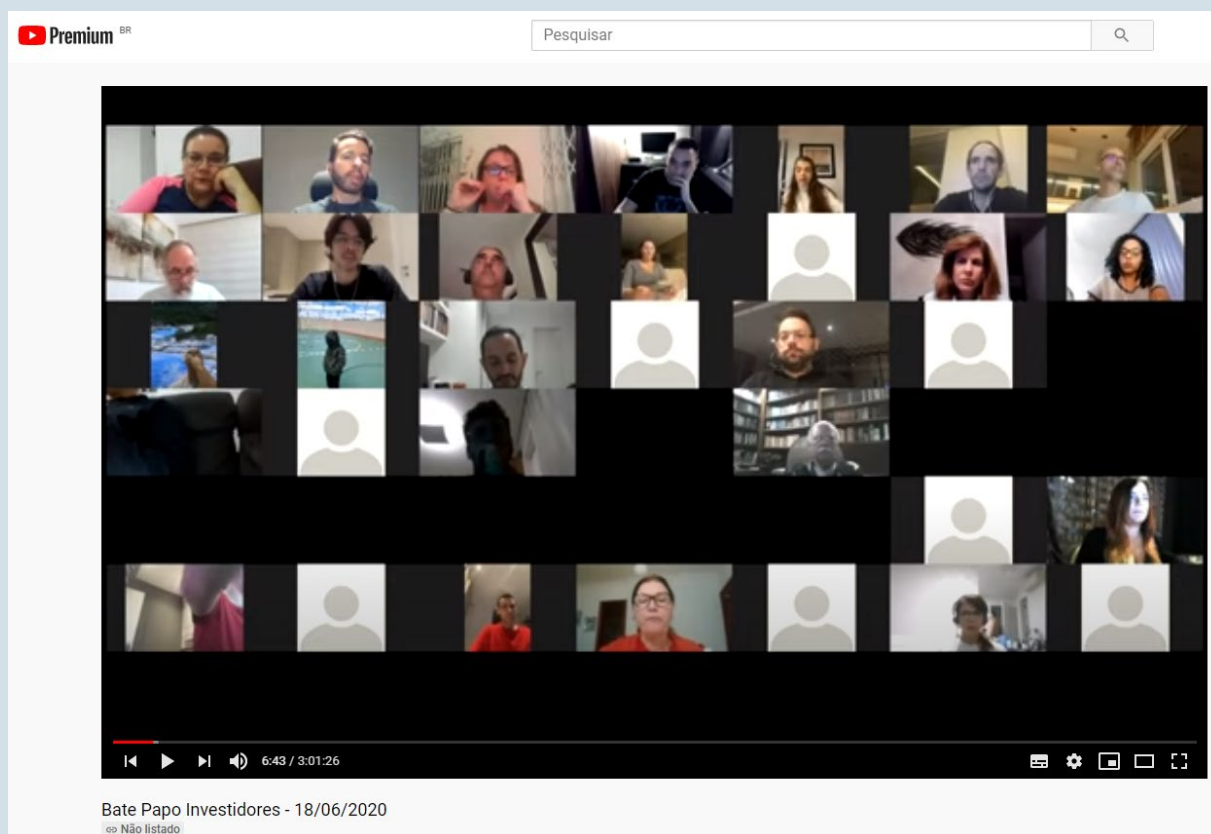 Premium BR
Pesquisar
6:43 / 3:01:26
Bate Papo Investidores - 18/06/2020
Não listado